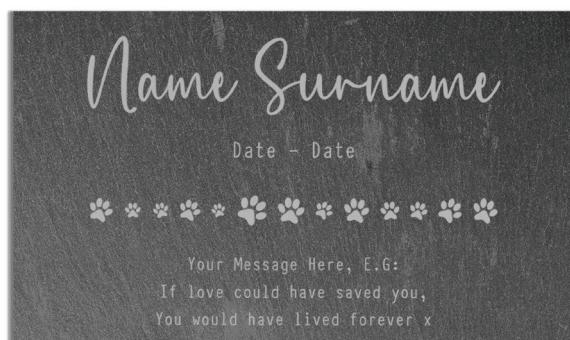 Name Surname
Date - Date
Your Message Here, E.G:
If love could have saved you,
You would have lived forever x